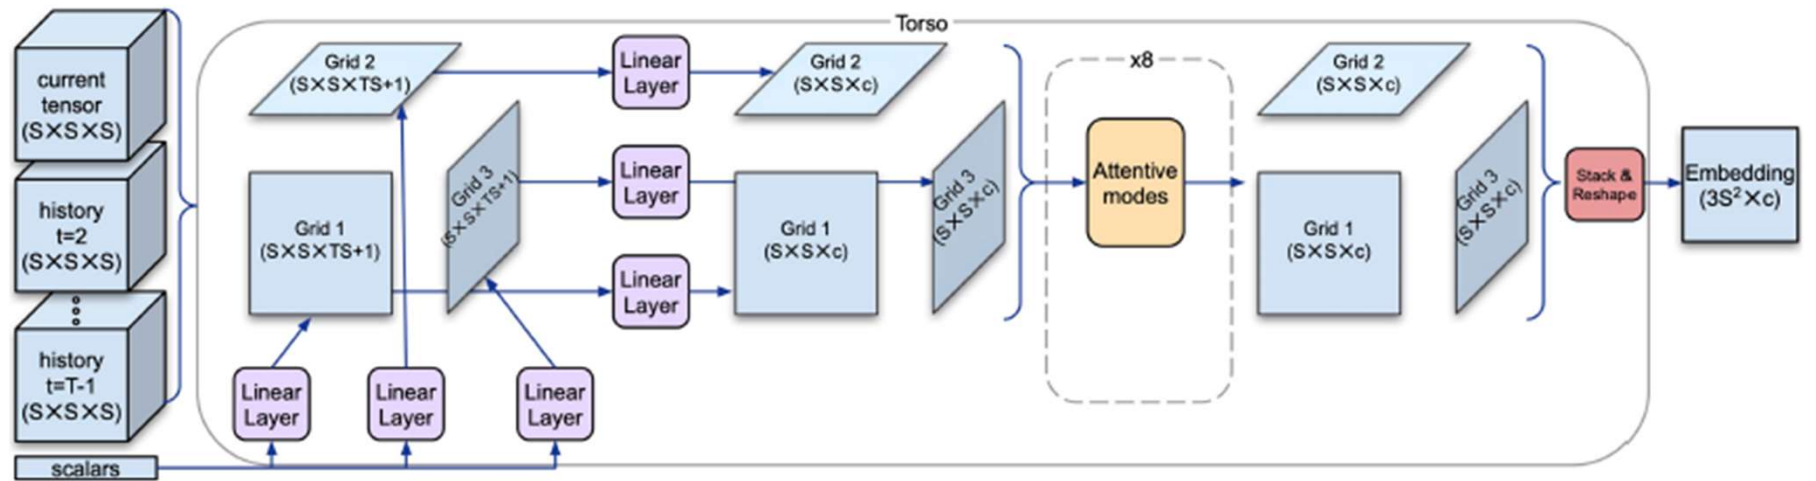 Torso
current
tensor
(S×S×S)
history
t=2
(S×S×S)
history
t=T-1
(S×S×S)
scalars
Grid 2
(S×S×TS+1)
Grid 1
(S×S×TS+1)
Grid 3
(S×S×TS+1)
Linear
Layer
Linear
Layer
Linear
Layer
Linear
Layer
Linear
Layer
Linear
Layer
Grid 2
(S×S×c)
Grid 1
(S×S×c)
Grid 3
(S×S×c)
x8
Attentive
modes
Grid 2
(S×S×c)
Grid 1
(S×S×c)
Grid 3
(S×S×c)
Stack &
Reshape
Embedding
(3S²×c)